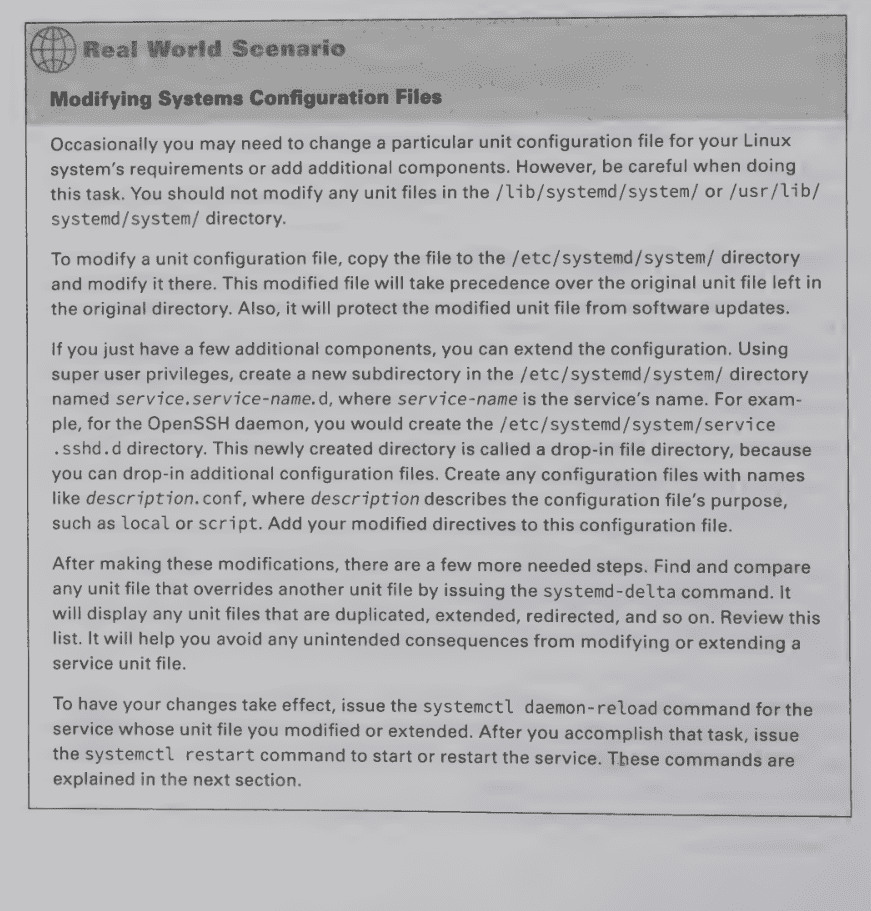 Real World Scenario
Modifying Systems Configuration Files
Occasionally you may need to change a particular unit configuration file for your Linux
system's requirements or add additional components. However, be careful when doing
this task. You should not modify any unit files in the /lib/systemd/system/ or /usr/lib/
systemd/system/ directory.
To modify a unit configuration file, copy the file to the /etc/systemd/system/ directory
and modify it there. This modified file will take precedence over the original unit file left in
the original directory. Also, it will protect the modified unit file from software updates.
If you just have a few additional components, you can extend the configuration. Using
super user privileges, create a new subdirectory in the /etc/systemd/system/ directory
named service.service-name.d, where service-name is the service's name. For exam-
ple, for the OpenSSH daemon, you would create the /etc/systemd/system/service
.sshd.d directory. This newly created directory is called a drop-in file directory, because
you can drop-in additional configuration files. Create any configuration files with names
like description.conf, where description describes the configuration file's purpose,
such as local or script. Add your modified directives to this configuration file.
After making these modifications, there are a few more needed steps. Find and compare
any unit file that overrides another unit file by issuing the systemd-delta command. It
will display any unit files that are duplicated, extended, redirected, and so on. Review this
list. It will help you avoid any unintended consequences from modifying or extending a
service unit file.
To have your changes take effect, issue the systemctl daemon-reload command for the
service whose unit file you modified or extended. After you accomplish that task, issue
the systemctl restart command to start or restart the service. These commands are
explained in the next section.